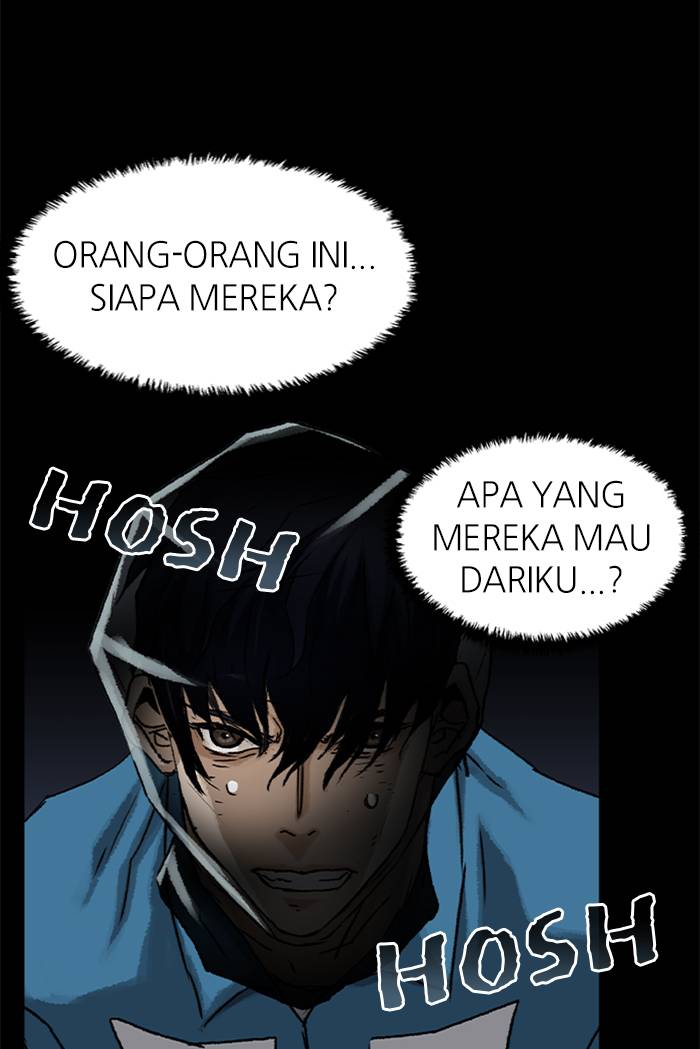 ORANG-ORANG INI...
SIAPA MEREKA?
HOSH
APA YANG
MEREKA MAU
DARIKU...?
HOSH